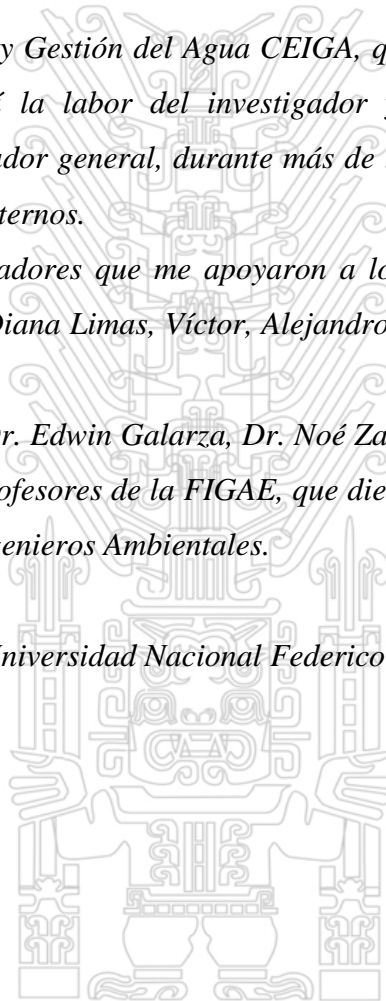 y Gestión del Agua CEIGA, q
la labor del investigador
ador general, durante más de
ternos.
adores que me apoyaron a lo
Diana Limas, Víctor, Alejandro
r. Edwin Galarza, Dr. Noé Za
ofesores de la FIGAE, que die
genieros Ambientales.
Universidad Nacional Federico